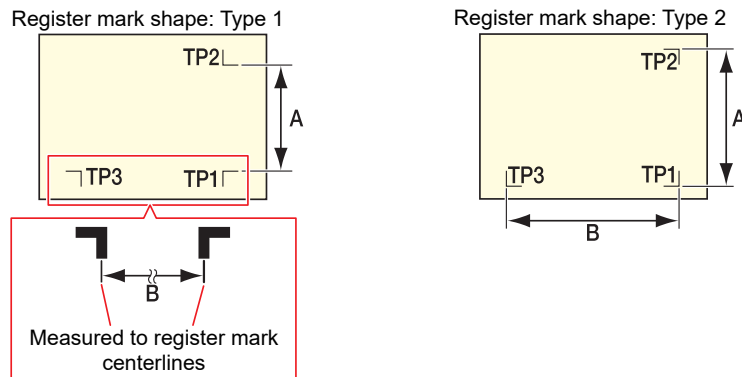 Register mark shape: Type 1
TP2
A
TP3
TP1
B
Measured to register mark
centerlines
Register mark shape: Type 2
TP2
A
TP3
TP1
B